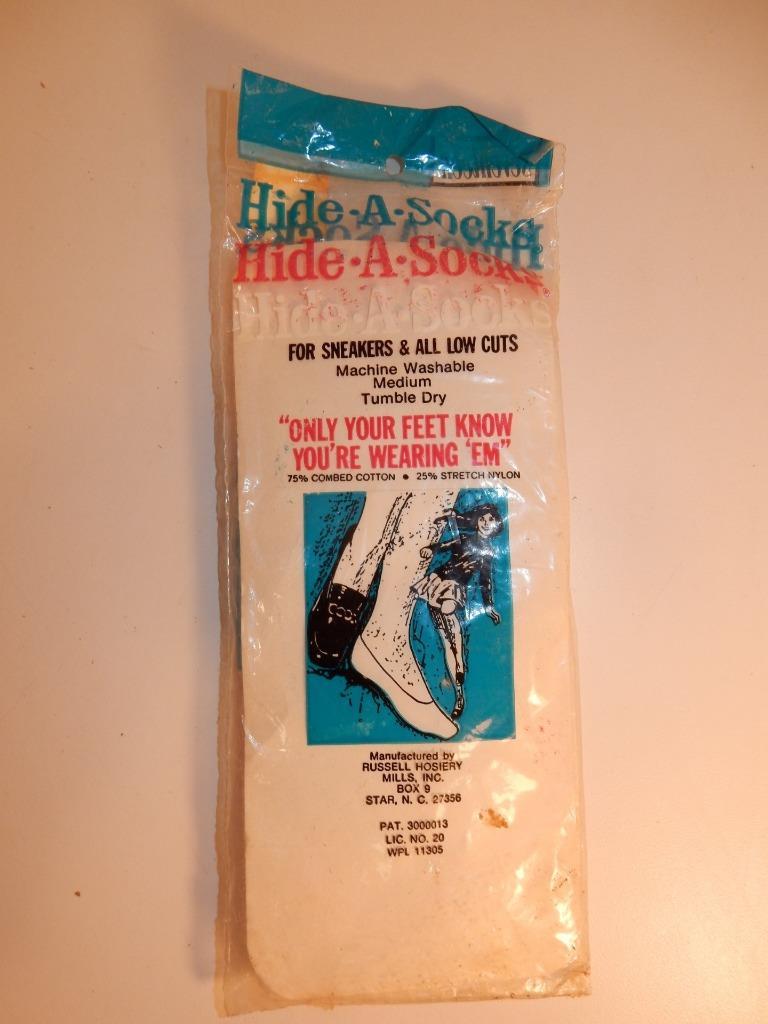 Hide-A-Socks
Hide-A-Socks®
Hide-A-Socks
FOR SNEAKERS & ALL LOW CUTS
Machine Washable
Medium
Tumble Dry
"ONLY YOUR FEET KNOW
YOU'RE WEARING 'EM"
75% COMBED COTTON • 25% STRETCH NYLON
Manufactured by
RUSSELL HOSIERY
MILLS, INC.
BOX 9
STAR, N. C. 27356
PAT. 3000013
LIC. NO. 20
WPL 11305